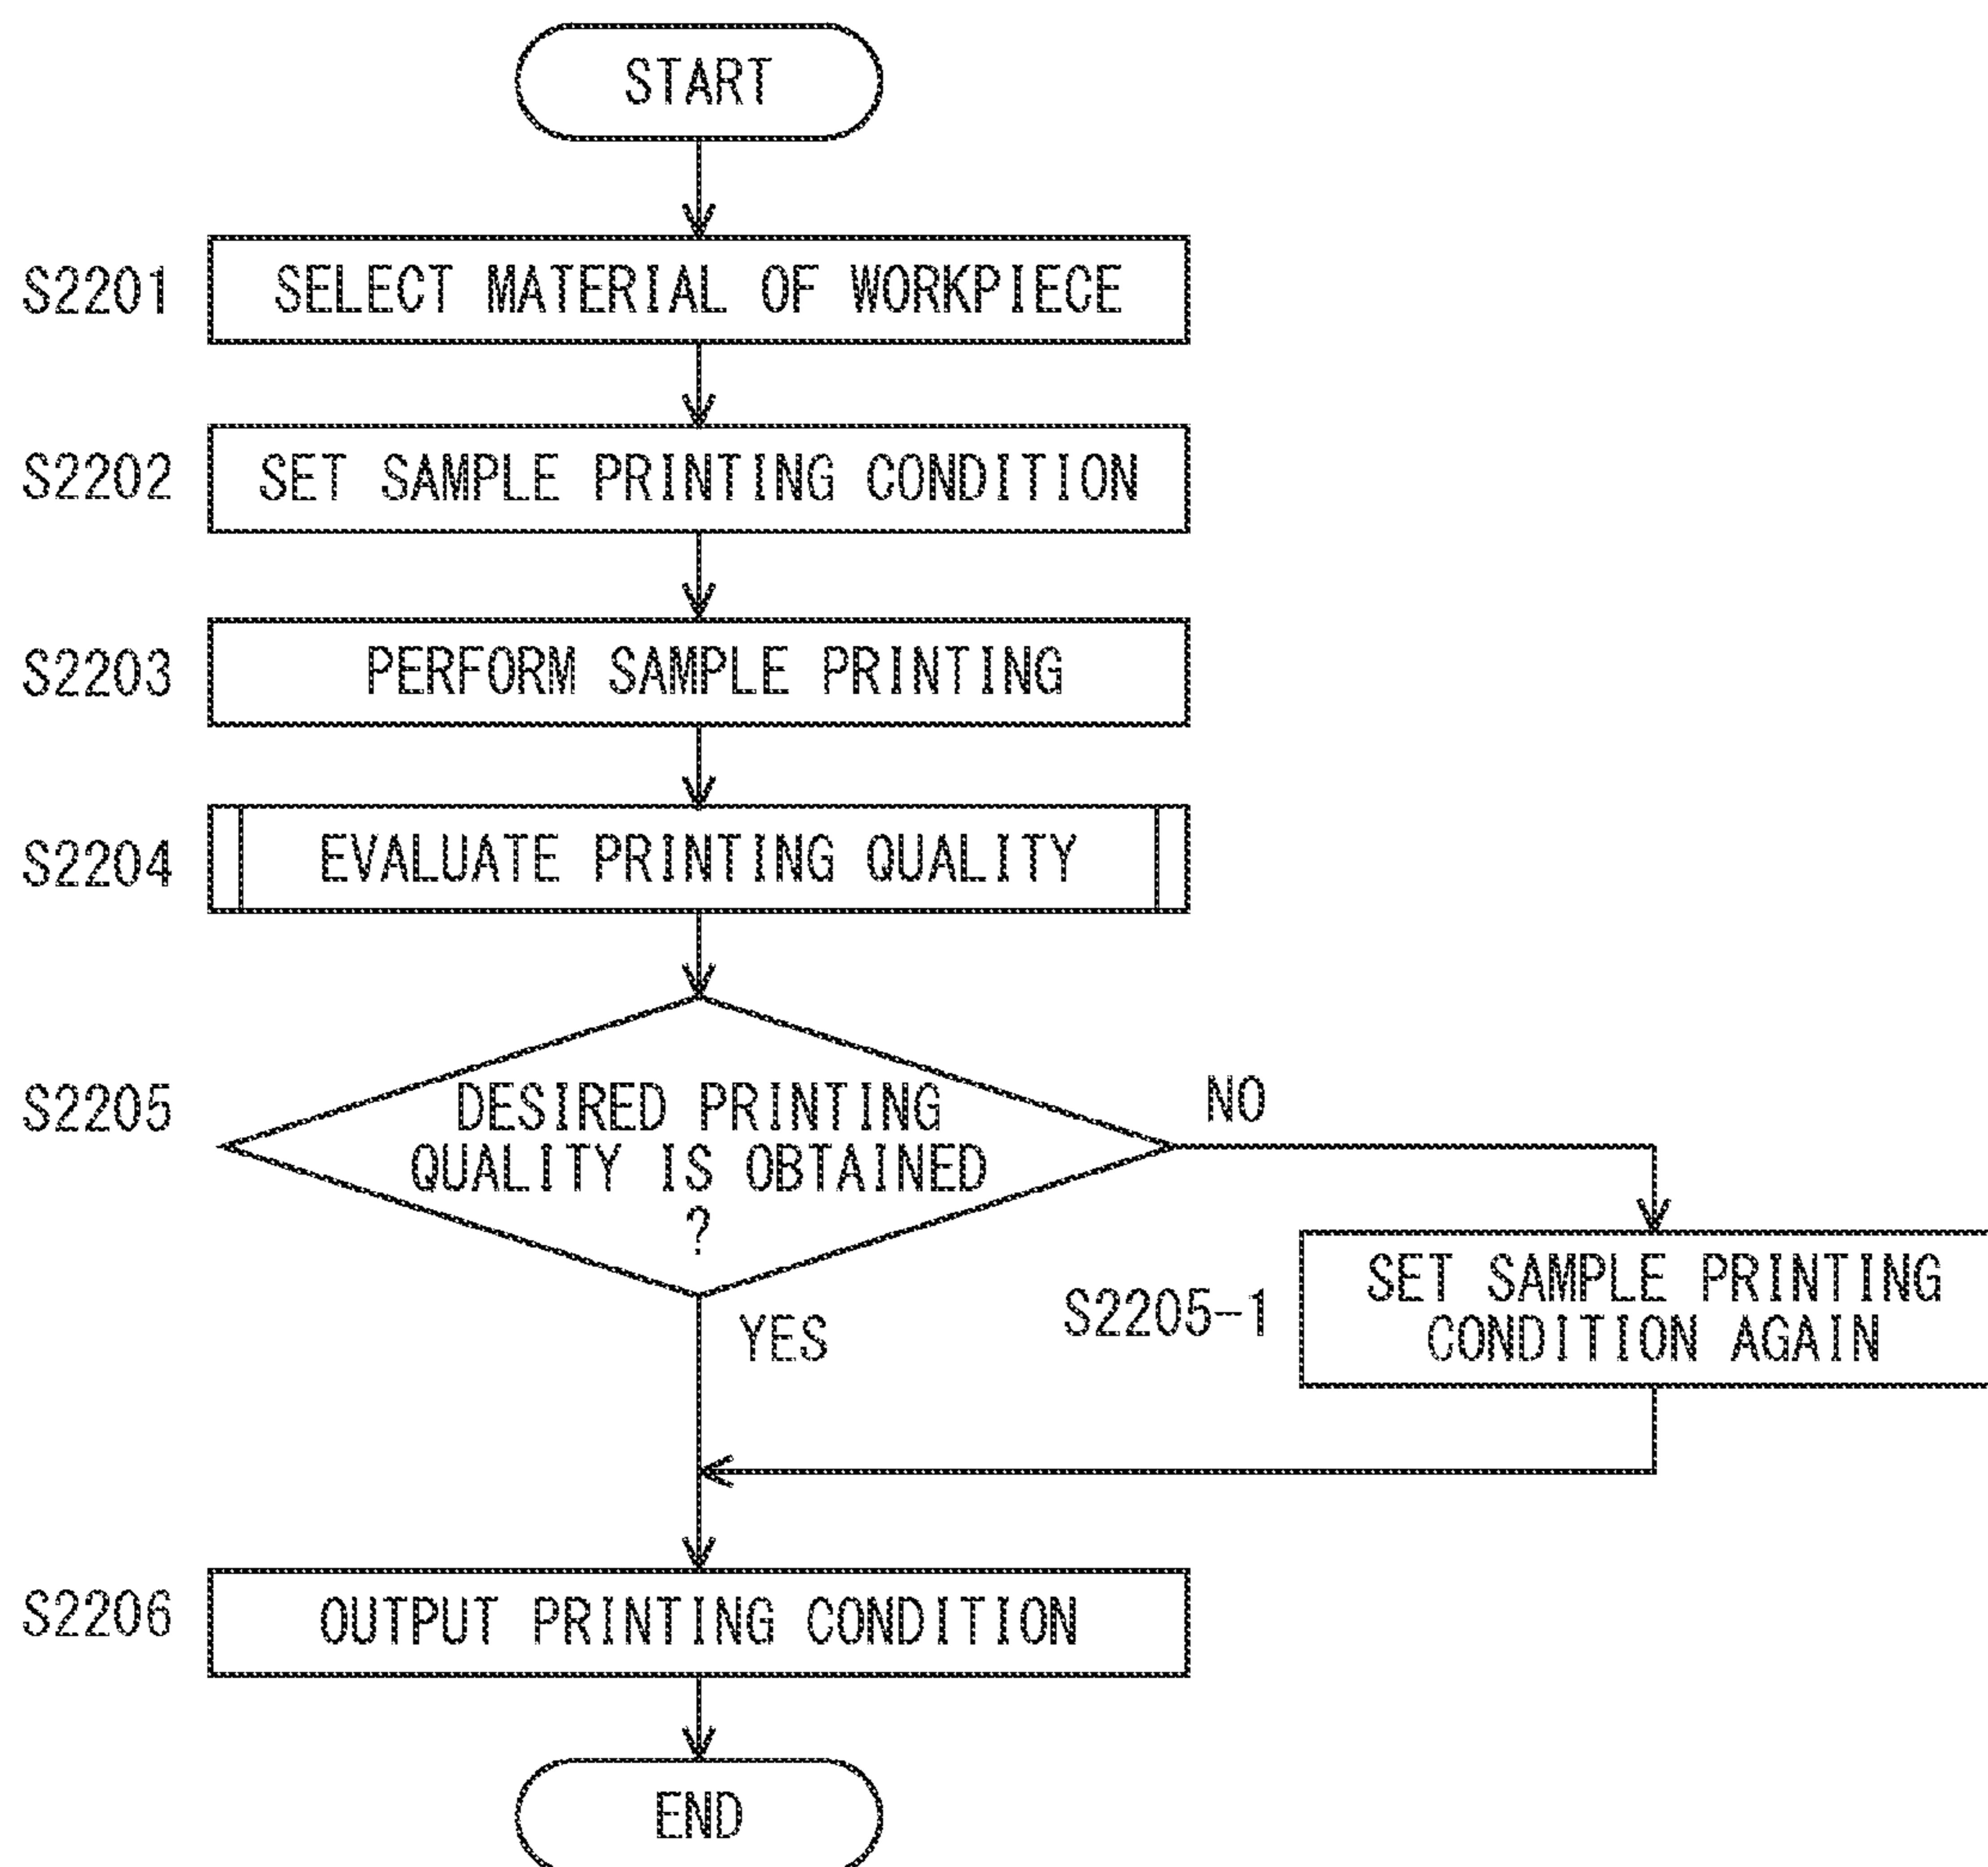 START
S2201 SELECT MATERIAL OF WORKPIECE
S2202 SET SAMPLE PRINTING CONDITION
S2203 PERFORM SAMPLE PRINTING
S2204 EVALUATE PRINTING QUALITY
S2205 DESIRED PRINTING
QUALITY IS OBTAINED
?
NO
YES
S2205-1 SET SAMPLE PRINTING
CONDITION AGAIN
S2206 OUTPUT PRINTING CONDITION
END